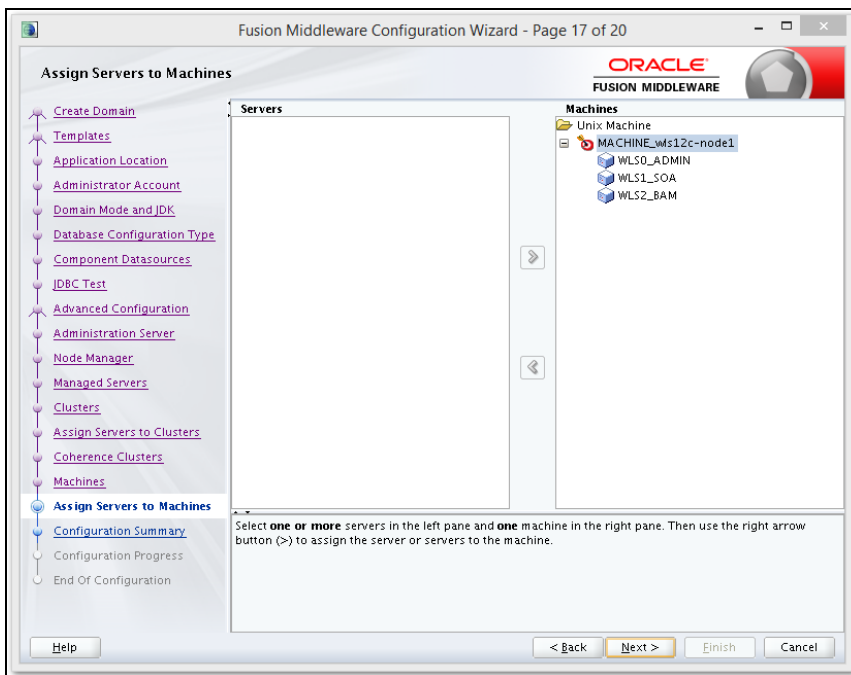 Fusion Middleware Configuration Wizard - Page 17 of 20
Assign Servers to Machines
ORACLE
FUSION MIDDLEWARE
Create Domain
Templates
Application Location
Administrator Account
Domain Mode and JDK
Database Configuration Type
Component Datasources
JDBC Test
Advanced Configuration
Administration Server
Node Manager
Managed Servers
Clusters
Assign Servers to Clusters
Coherence Clusters
Machines
Assign Servers to Machines
Configuration Summary
Configuration Progress
End Of Configuration
Servers
Machines
Unix Machine
MACHINE_wls12c-node1
WLS0_ADMIN
WLS1_SOA
WLS2_BAM
Select one or more servers in the left pane and one machine in the right pane. Then use the right arrow
button (>) to assign the server or servers to the machine.
Help
< Back
Next >
Finish
Cancel